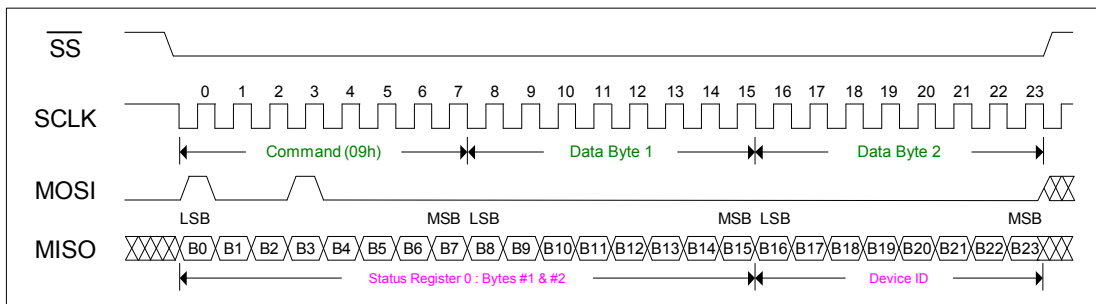 SS
0 1 2 3 4 5 6 7 8 9 10 11 12 13 14 15 16 17 18 19 20 21 22 23
SCLK
Command (09h) Data Byte 1 Data Byte 2
MOSI
LSB MSB LSB MSB LSB MSB
MISO B0 B1 B2 B3 B4 B5 B6 B7 B8 B9 B10 B11 B12 B13 B14 B15 B16 B17 B18 B19 B20 B21 B22 B23
Status Register 0 : Bytes #1 & #2 Device ID